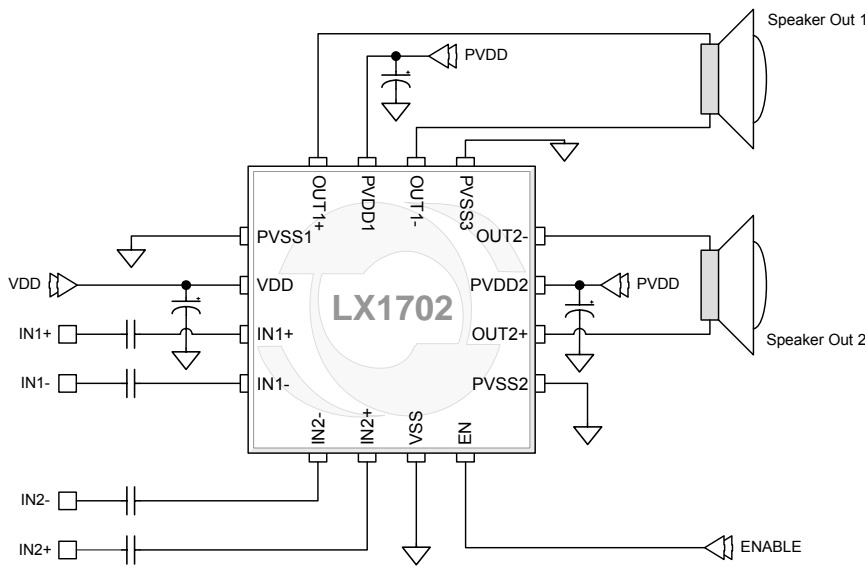 Speaker Out 1
PVDD
+
OUT1+
PVDD1
OUT1-
PVSS3
PVSS1
OUT2-
VDD
+
VDD
LX1702
PVDD2
PVDD
+
IN1+
IN1+
OUT2+
Speaker Out 2
IN1-
IN1-
PVSS2
IN2-
IN2+
VSS
EN
IN2-
IN2+
ENABLE